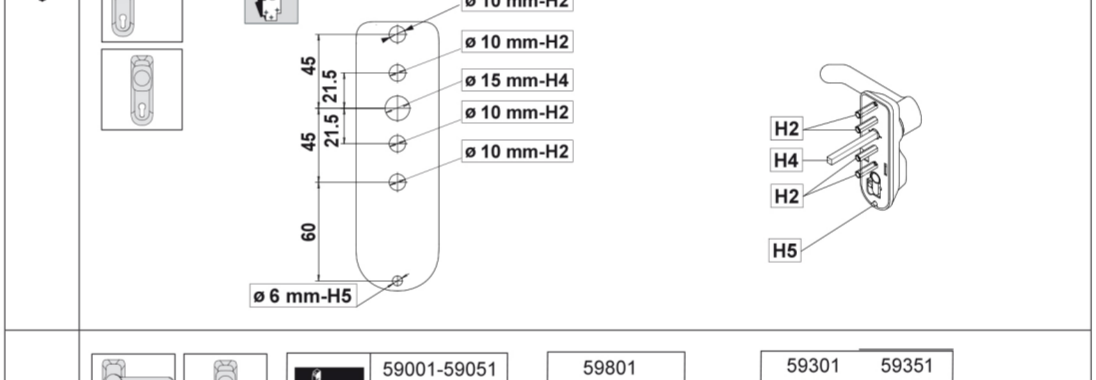 ø 10 mm-H2
ø 10 mm-H2
ø 15 mm-H4
ø 10 mm-H2
ø 10 mm-H2
45
21.5
21.5
45
60
ø 6 mm-H5
H2
H4
H2
H5
59001-59051
59801
59301 59351